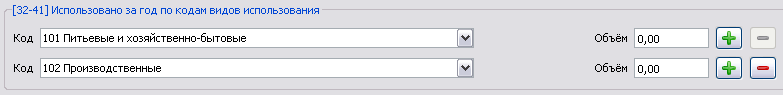 [32-41] Использовано за год по кодам видов использования
Код 101 Питьевые и хозяйственно-бытовые Объём 0,00
Код 102 Производственные Объём 0,00